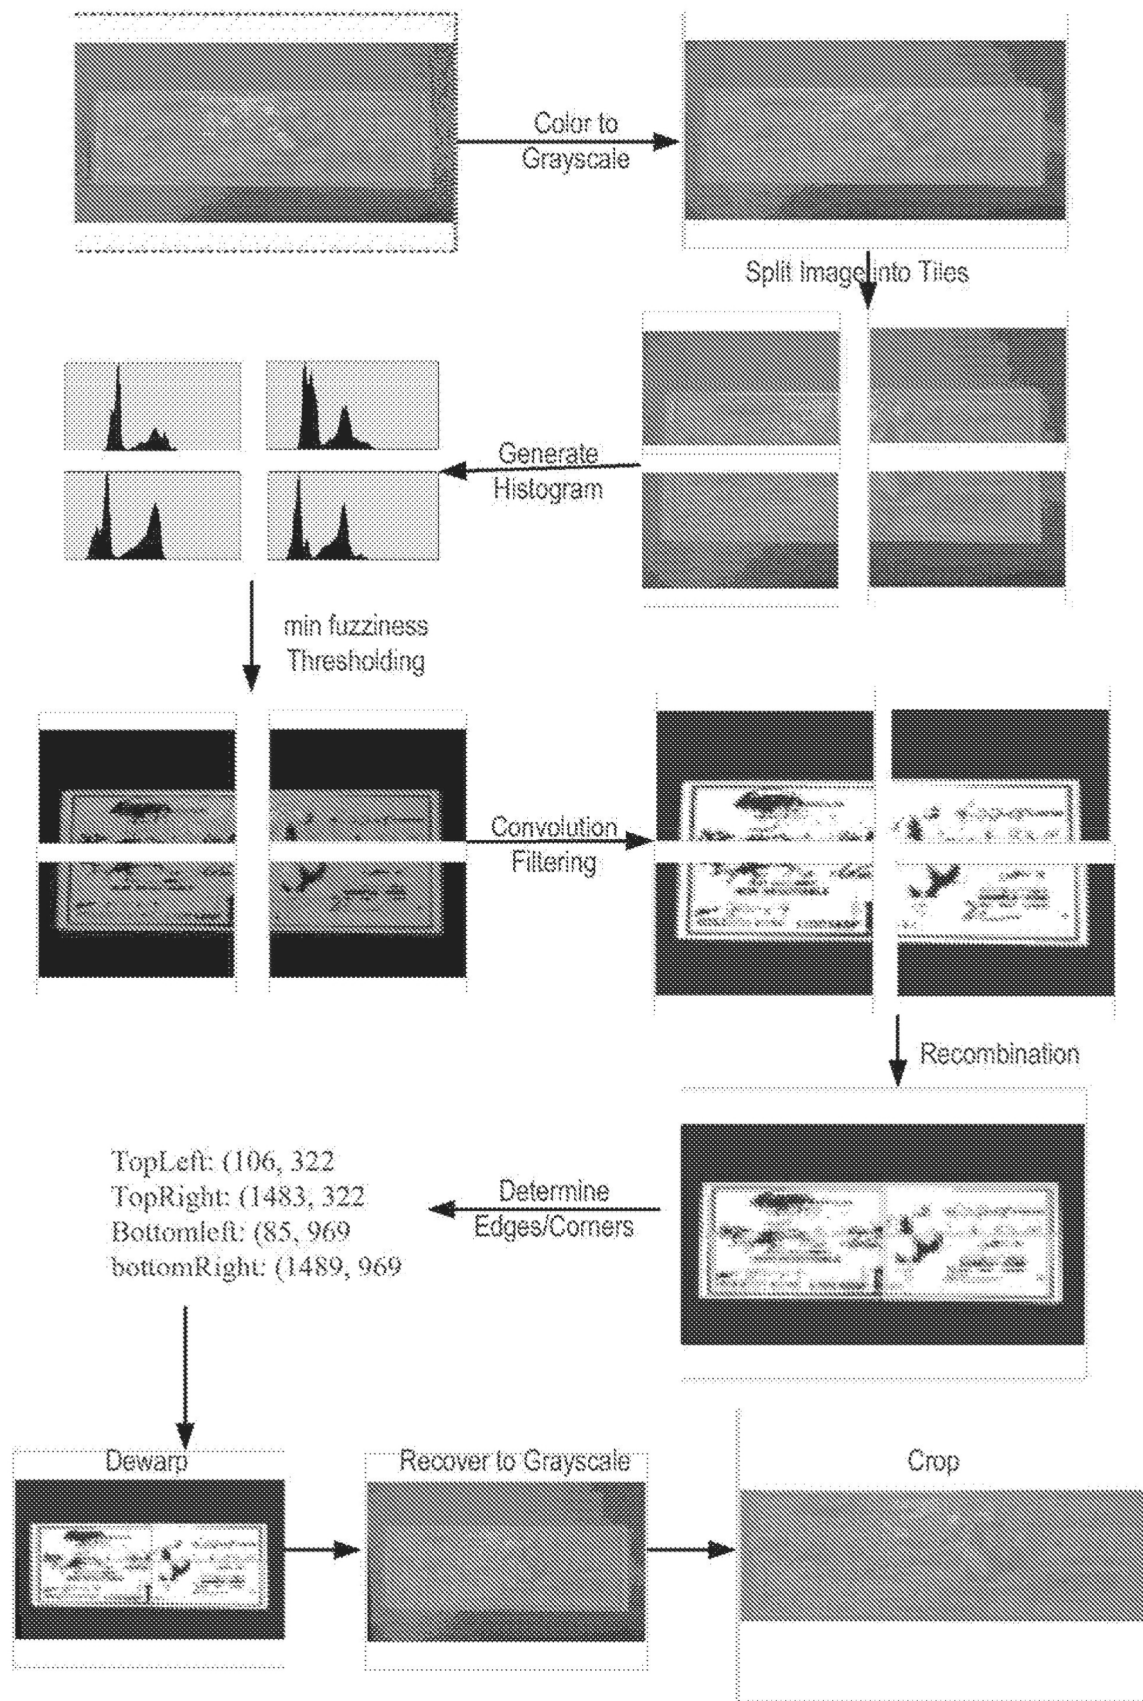 Color to
Grayscale
Split Image into Tiles
Generate
Histogram
min fuzziness
Thresholding
Convolution
Filtering
Recombination
TopLeft: (106, 322
TopRight: (1483, 322
Bottomleft: (85, 969
bottomRight: (1489, 969
Determine
Edges/Corners
Dewarp
Recover to Grayscale
Crop